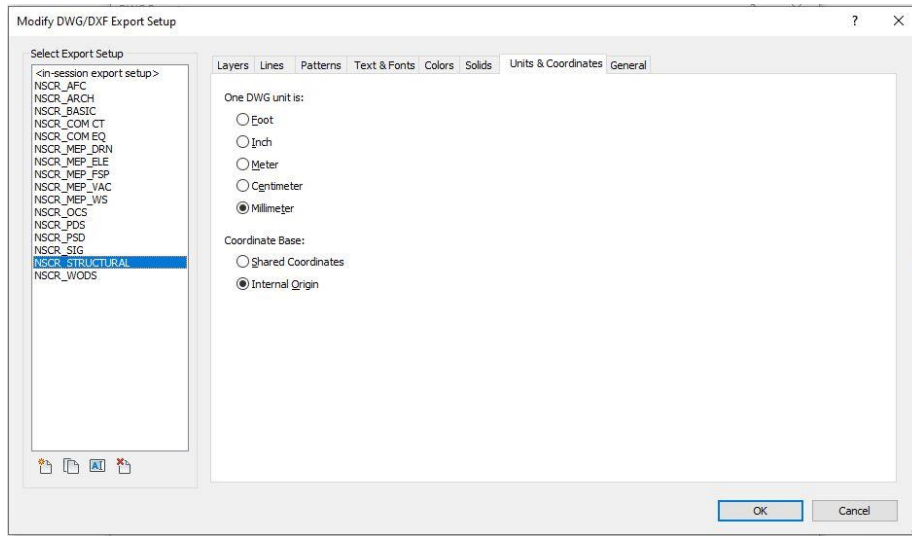 Modify DWG/DXF Export Setup
?
Select Export Setup
<in-session export setup>
NSCR_AFC
NSCR_ARCH
NSCR_BASIC
NSCR_COM CT
NSCR_COM EQ
NSCR_MEP_DRN
NSCR_MEP_ELE
NSCR_MEP_FSP
NSCR_MEP_VAC
NSCR_MEP_WS
NSCR_OCS
NSCR_PDS
NSCR_PSD
NSCR_SIG
NSCR_STRUCTURAL
NSCR_WODS
Layers Lines Patterns Text & Fonts Colors Solids Units & Coordinates General
One DWG unit is:
Foot
Inch
Meter
Centimeter
Millimeter
Coordinate Base:
Shared Coordinates
Internal Origin
OK Cancel